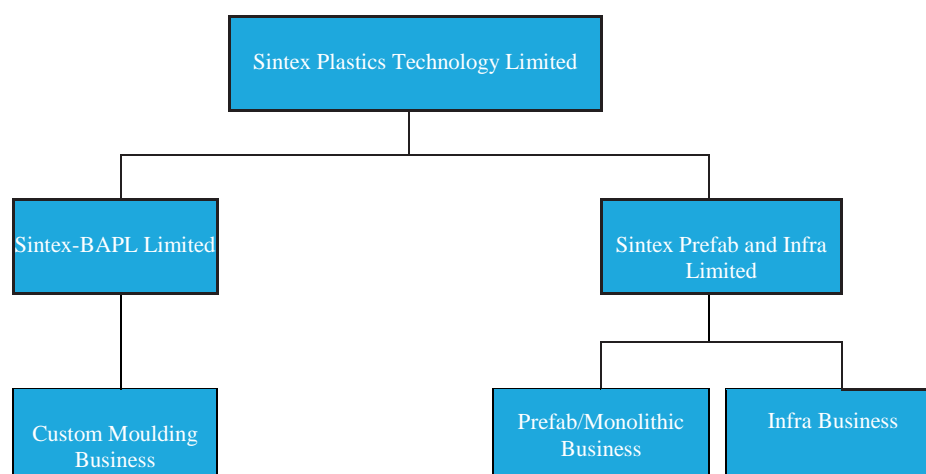 Sintex Plastics Technology Limited
Sintex-BAPL Limited
Sintex Prefab and Infra
Limited
Custom Moulding
Business
Prefab/Monolithic
Business
Infra Business